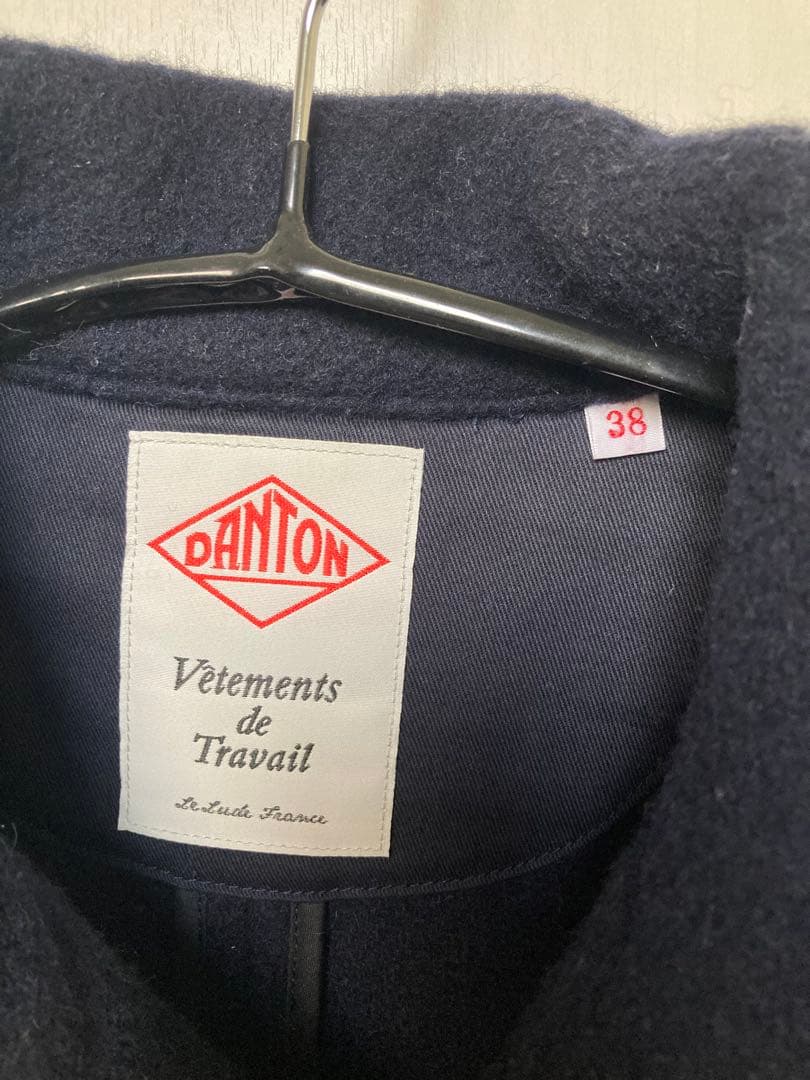 38
DANTON
Vêtements
de
Travail
Le Lude France